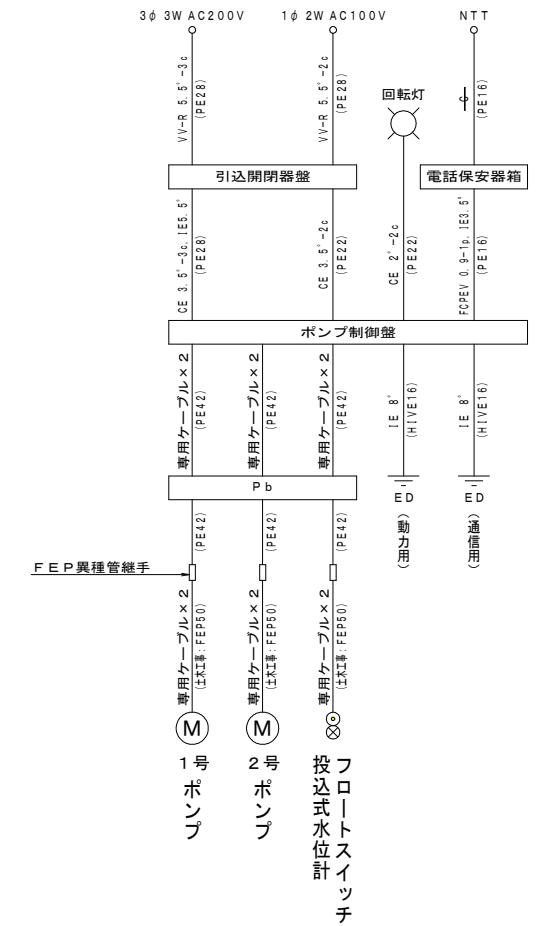 3φ 3W AC200V
1φ 2W AC100V
NTT
VV-R 5.5°-3c
(PE28)
VV-R 5.5°-2c
(PE28)
回転灯
(PE16)
引込開閉器盤
電話保安器箱
CE 3.5°-3c, IE5.5°
(PE28)
CE 3.5°-2c
(PE22)
CE 2°-2c
(PE22)
FCPEV 0.9-1p, IE3.5°
(PE16)
ポンプ制御盤
専用ケーブル×2
(PE42)
専用ケーブル×2
(PE42)
専用ケーブル×2
(PE42)
IE 8°
(HIVE16)
IE 8°
(HIVE16)
Pb
ED
(動力用)
ED
(通信用)
(PE42)
(PE42)
(PE42)
FEP異種管継手
専用ケーブル×2
(土木工事:FEP50)
専用ケーブル×2
(土木工事:FEP50)
専用ケーブル×2
(土木工事:FEP50)
M
M
1号
ポンプ
2号
ポンプ
フロートスイッチ
投込式水位計